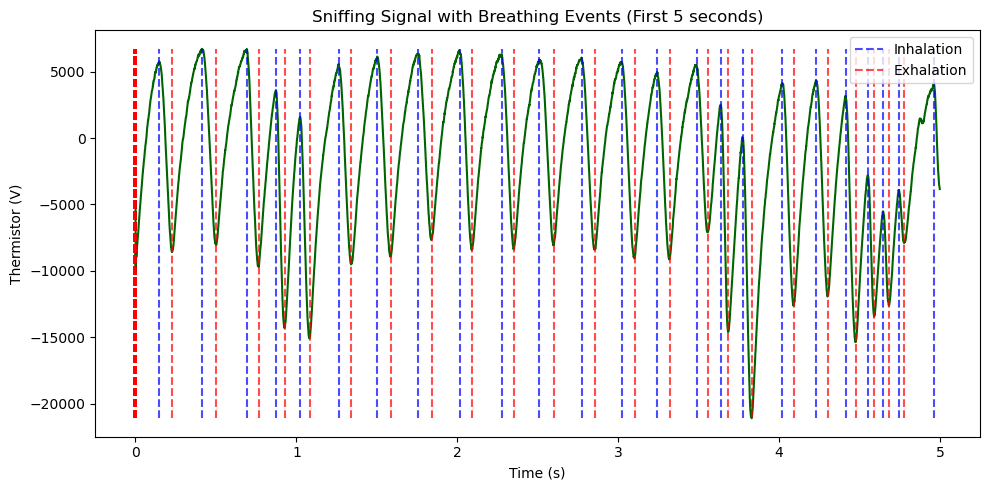 Sniffing Signal with Breathing Events (First 5 seconds)
Inhalation
Exhalation
Thermistor (V)
5000
0
−5000
−10000
−15000
−20000
0 1 2 3 4 5
Time (s)